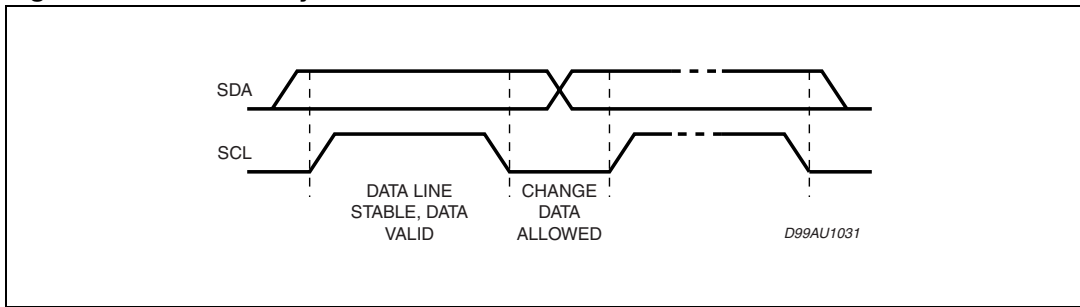 SDA
SCL
DATA LINE
STABLE, DATA
VALID
CHANGE
DATA
ALLOWED
D99AU1031